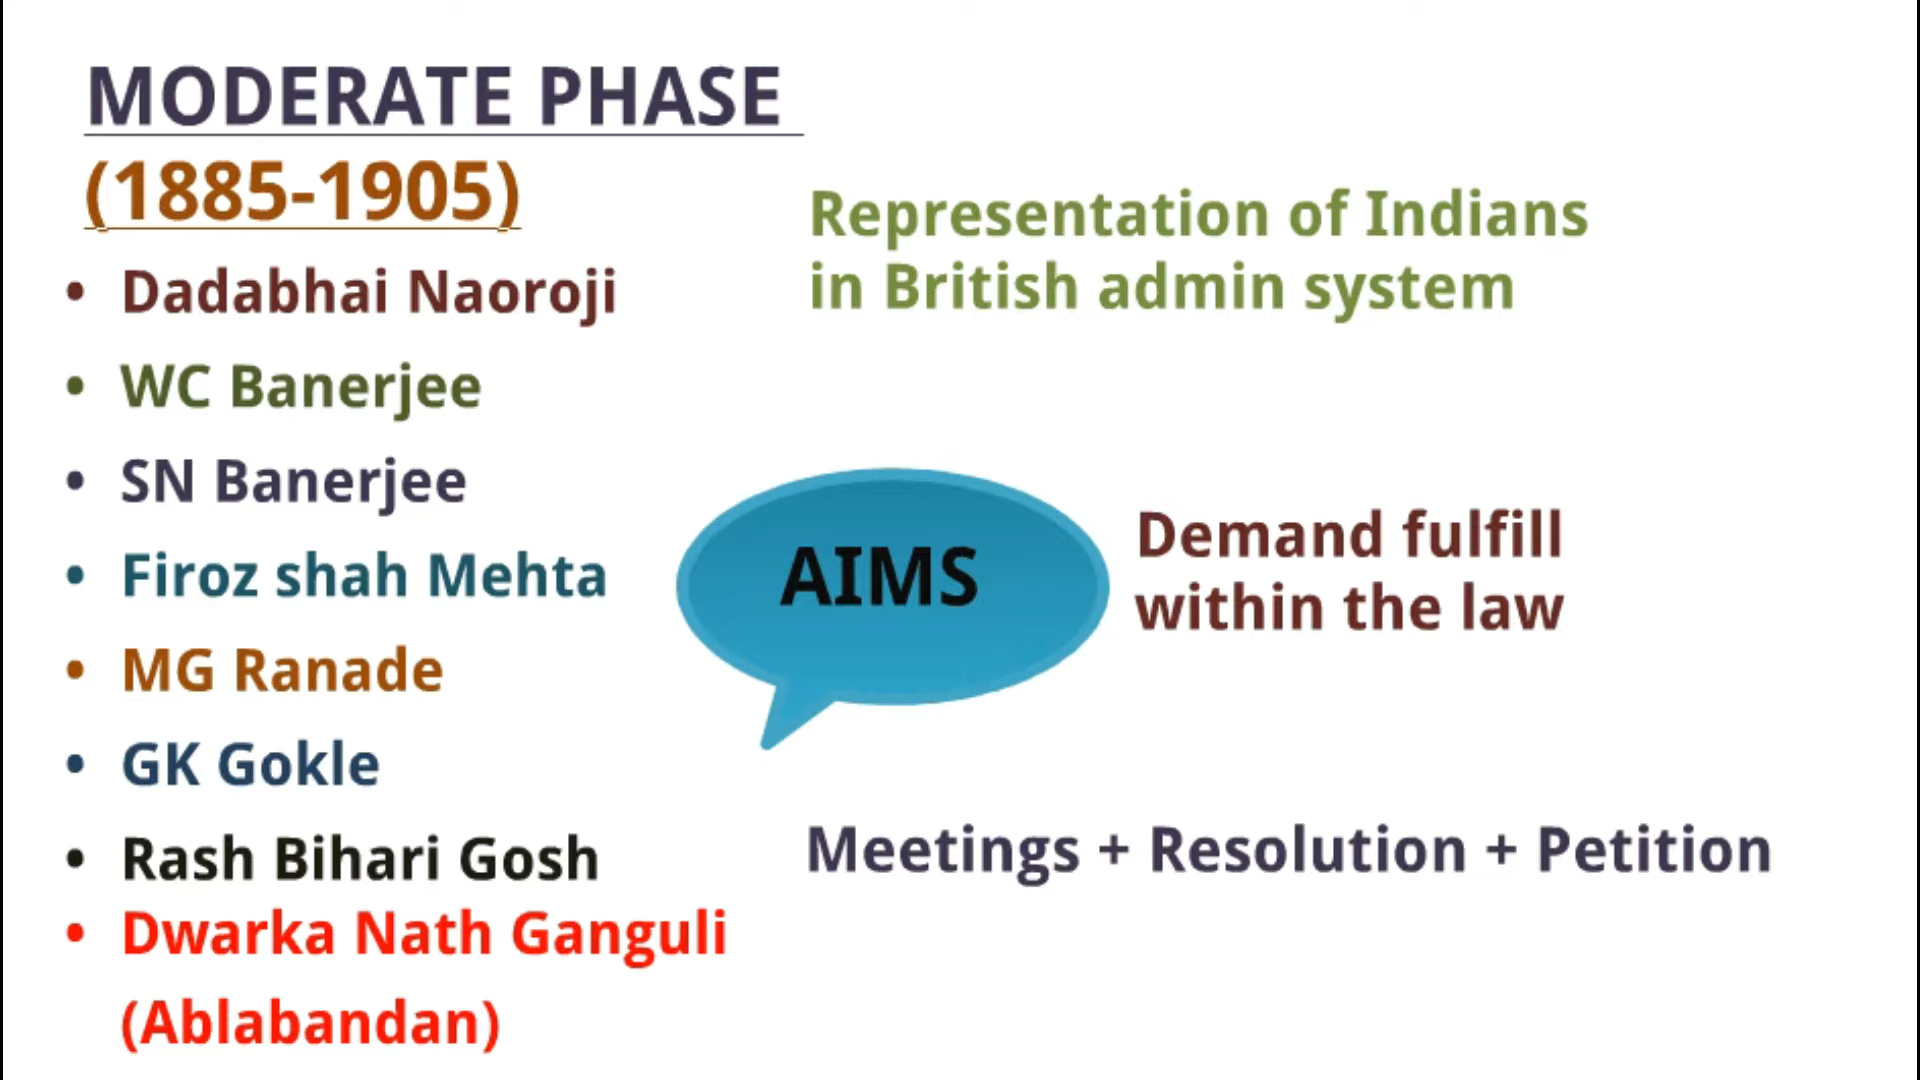 MODERATE PHASE
(1885-1905)
• Dadabhai Naoroji
• WC Banerjee
• SN Banerjee
• Firoz shah Mehta
• MG Ranade
• GK Gokle
• Rash Bihari Gosh
• Dwarka Nath Ganguli
(Ablabandan)
Representation of Indians
in British admin system
AIMS
Demand fulfill
within the law
Meetings + Resolution + Petition